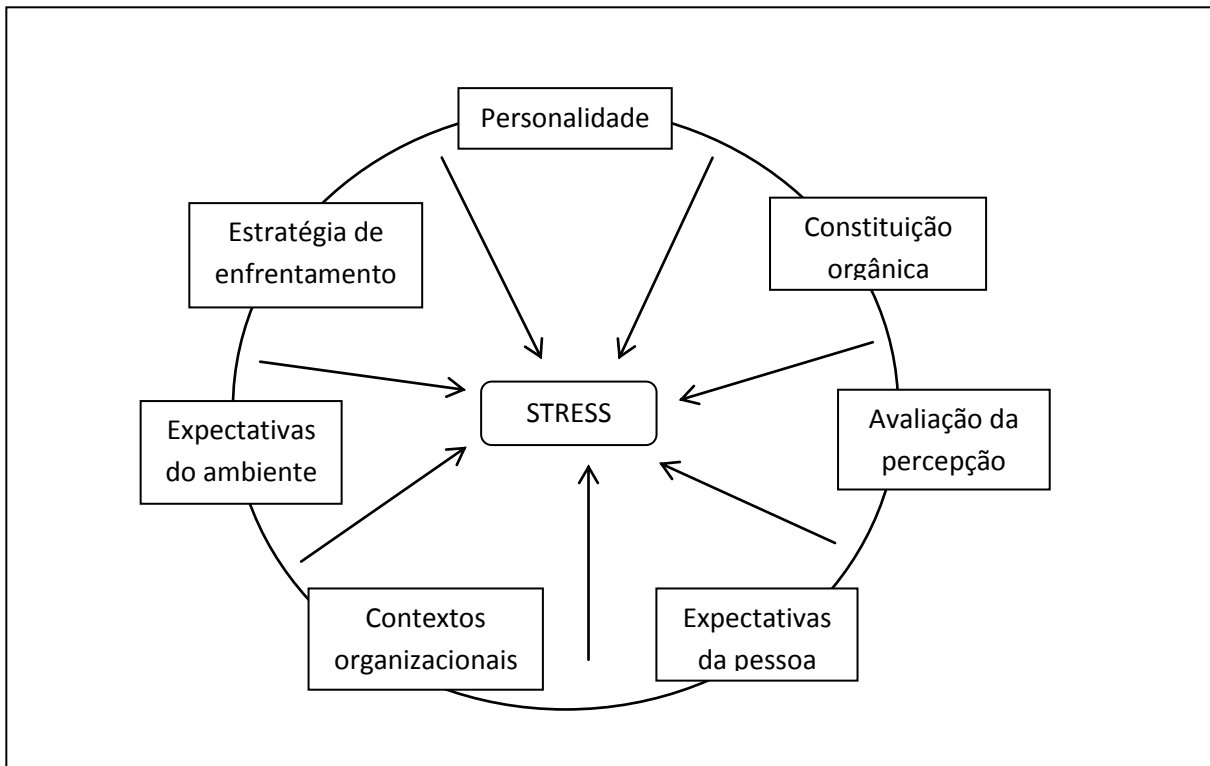 Personalidade
Estratégia de
enfrentamento
Constituição
orgânica
STRESS
Expectativas
do ambiente
Avaliação da
percepção
Contextos
organizacionais
Expectativas
da pessoa